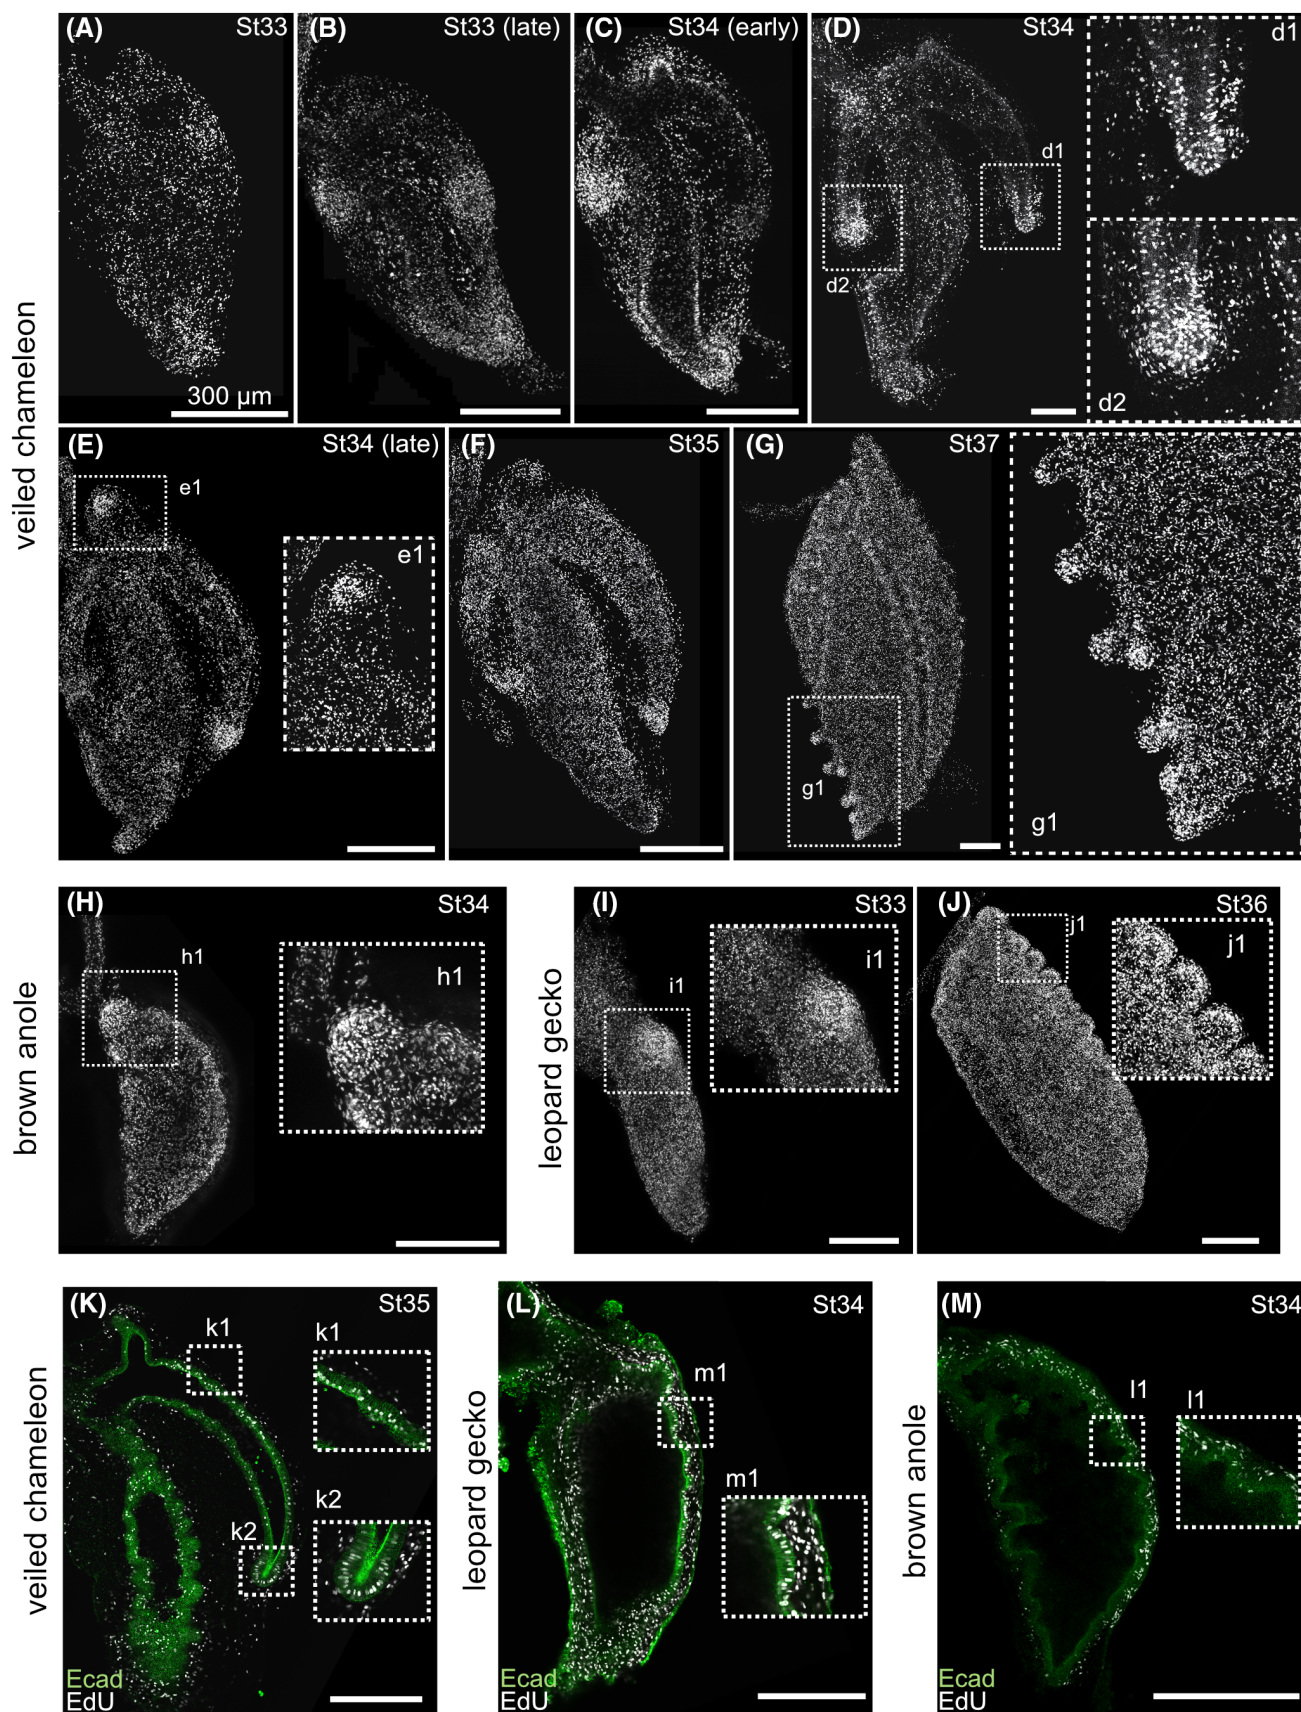 (A) St33
(B) St33 (late)
(C) St34 (early)
(D) St34
d1
d1
d2
d2
300 µm
veiled chameleon
(E) St34 (late)
e1
e1
(F) St35
(G) St37
g1
g1
(H) St34
h1
h1
brown anole
(I) St33
i1
i1
leopard gecko
(J) St36
j1
j1
(K) St35
k1
k1
k2
k2
Ecad
EdU
veiled chameleon
(L) St34
m1
m1
Ecad
EdU
leopard gecko
(M) St34
l1
l1
Ecad
EdU
brown anole